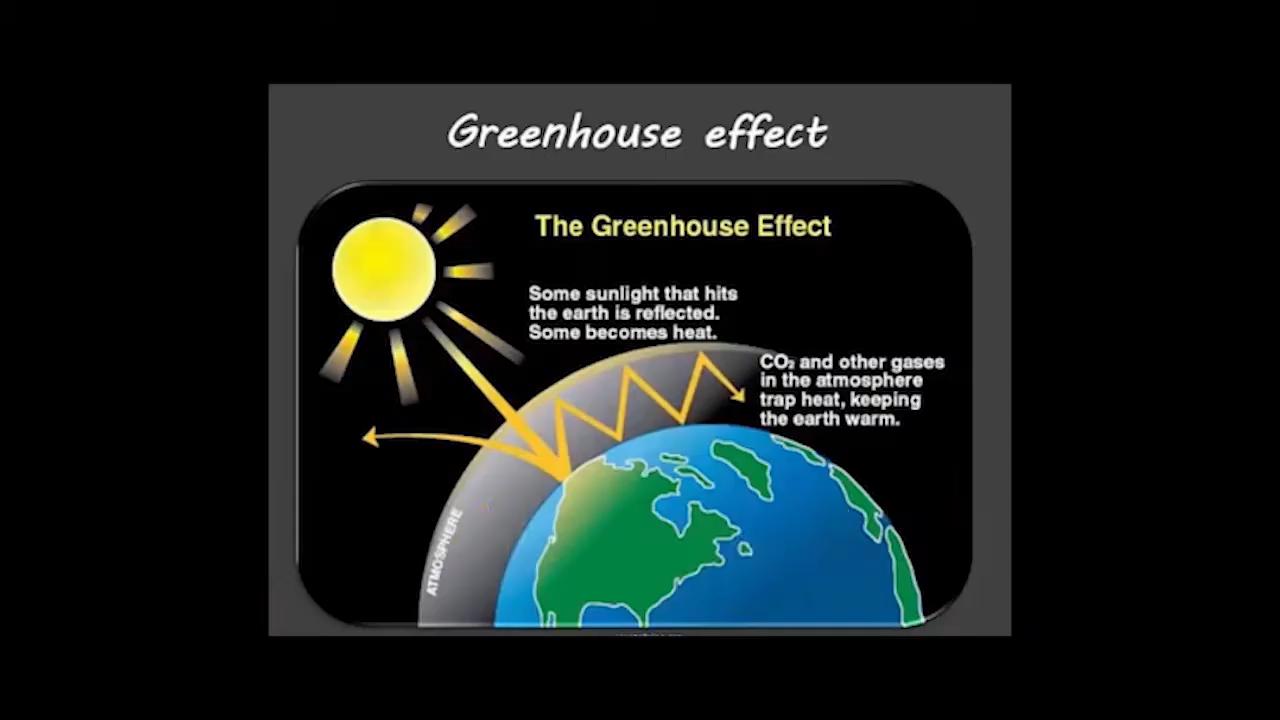 Greenhouse effect
The Greenhouse Effect
Some sunlight that hits
the earth is reflected.
Some becomes heat.
CO₂ and other gases
in the atmosphere
trap heat, keeping
the earth warm.
ATMOSPHERE